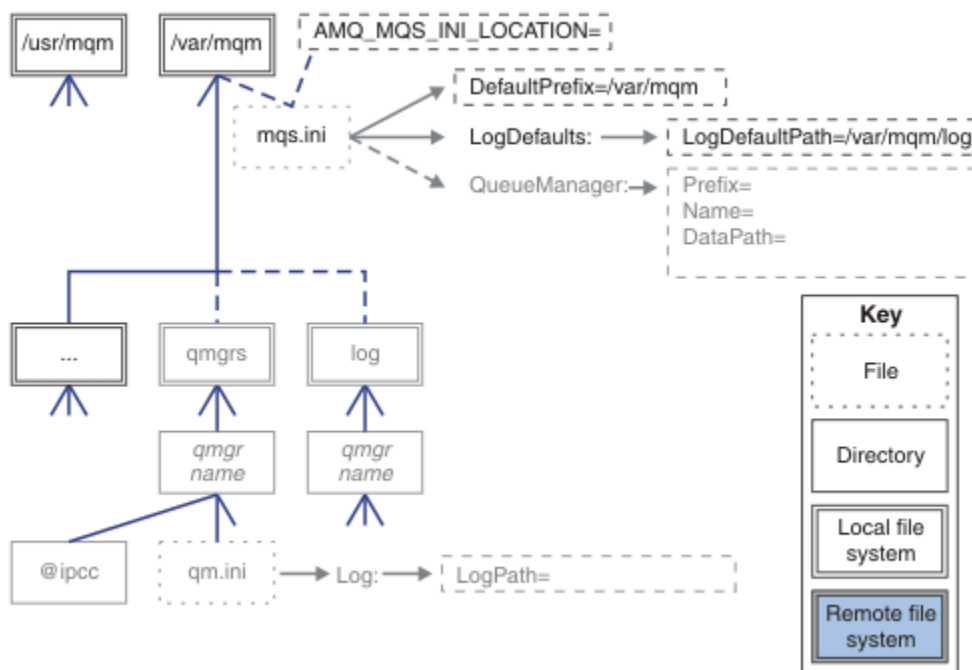 /usr/mqm
/var/mqm
AMQ_MQS_INI_LOCATION=
DefaultPrefix=/var/mqm
mqs.ini
LogDefaults:
LogDefaultPath=/var/mqm/log
QueueManager:
Prefix=
Name=
DataPath=
...
qmgrs
log
qmgr
name
qmgr
name
@ipcc
qm.ini
Log:
LogPath=
Key
File
Directory
Local file
system
Remote file
system